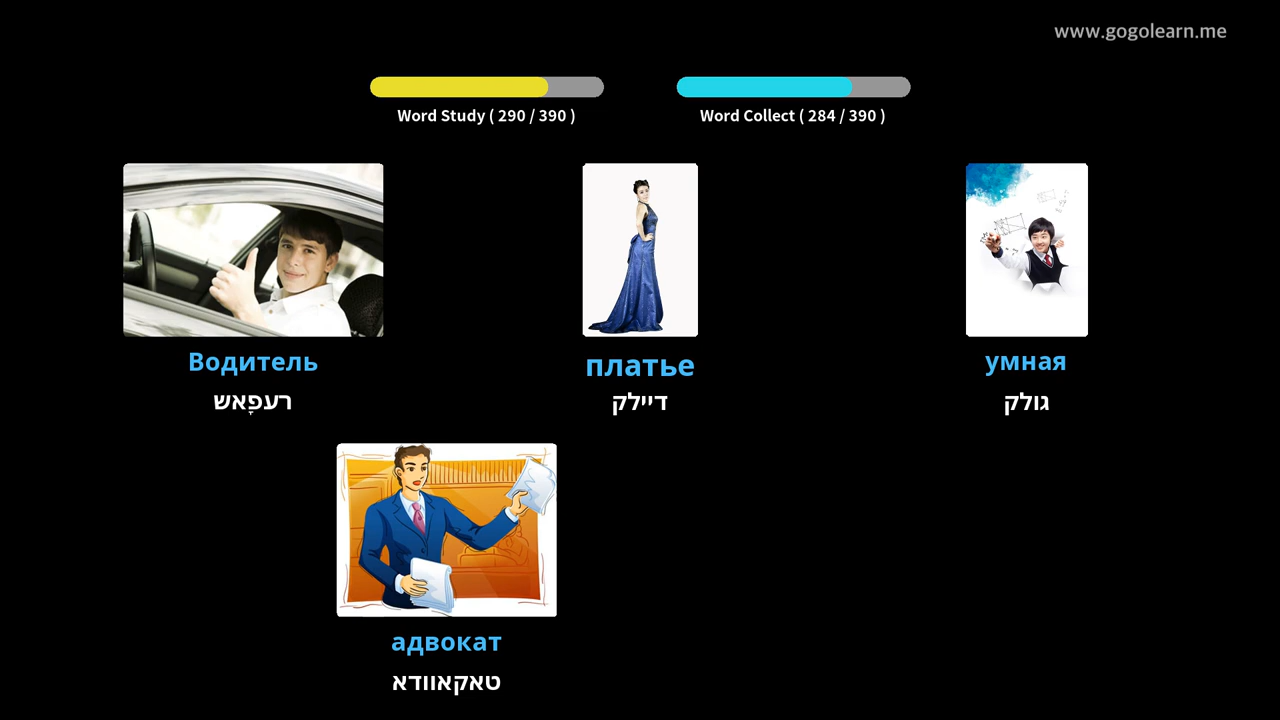 www.gogolearn.me
Word Study ( 290 / 390 )
Word Collect ( 284 / 390 )
Водитель
רעפָאש
платье
דיילק
умная
גולק
адвокат
טאקאוודא